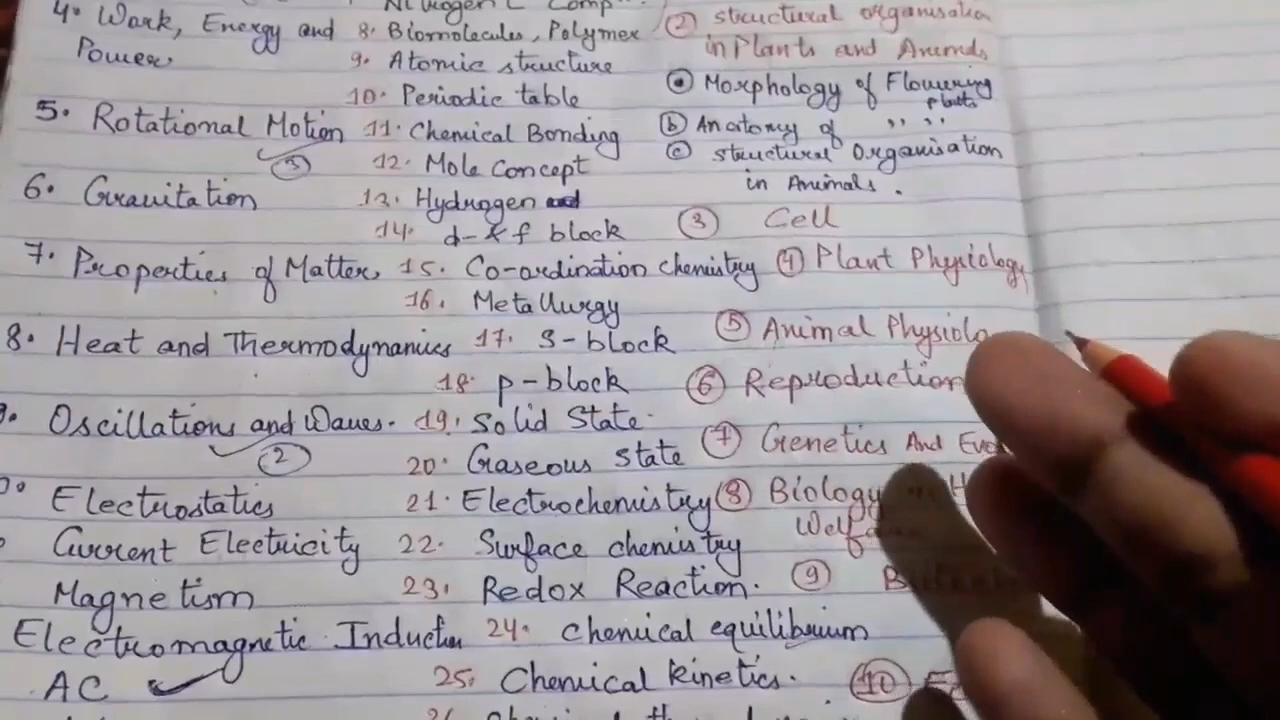 4. Work, Energy and
Power
5. Rotational Motion
3
6. Gravitation
7. Properties of Matter
8. Heat and Thermodynamics
9. Oscillations and Waves.
2
Electrostatics
Current Electricity
Magnetism
Electromagnetic Induction
AC
Nitrogen
8. Biomolecules, Polymer
9. Atomic structure
10. Periodic table
11. Chemical Bonding
12. Mole Concept
13. Hydrogen
14. d- & f block
15. Co-ordination chemistry
16. Metallurgy
17. S-block
18. p-block
19. Solid State.
20. Gaseous state
21. Electrochemistry
22. Surface chemistry
23. Redox Reaction.
24. Chemical equilibrium
25. Chemical kinetics.
2 structural organisation
in Plants and Animals
a Morphology of Flowering
plants
b Anatomy of " "
c structural Organisation
in Animals.
3 Cell
4 Plant Physiology
5 Animal
6 Reproduction
7 Genetics And
8 Biology
9
10